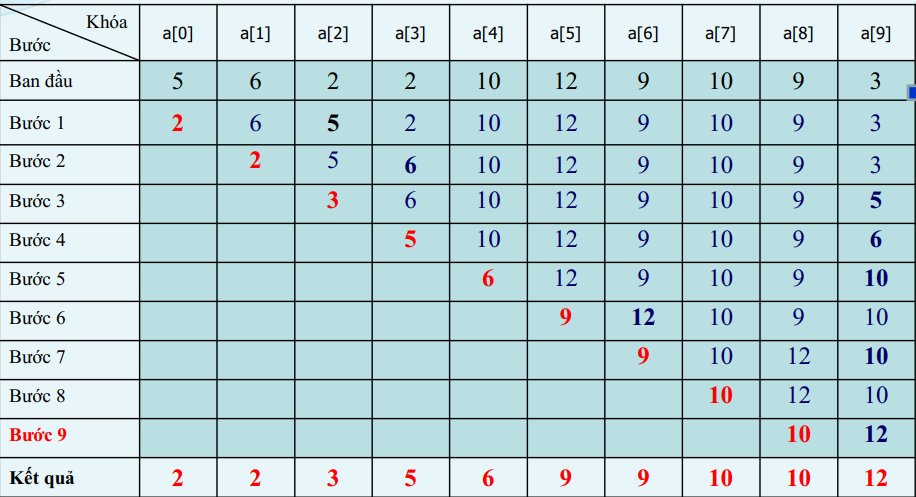 Khóa
Bước
a[0] a[1] a[2] a[3] a[4] a[5] a[6] a[7] a[8] a[9]
Ban đầu 5 6 2 2 10 12 9 10 9 3
Bước 1 2 6 5 2 10 12 9 10 9 3
Bước 2 2 5 6 10 12 9 10 9 3
Bước 3 3 6 10 12 9 10 9 5
Bước 4 5 10 12 9 10 9 6
Bước 5 6 12 9 10 9 10
Bước 6 9 12 10 9 10
Bước 7 9 10 12 10
Bước 8 10 12 10
Bước 9 10 12
Kết quả 2 2 3 5 6 9 9 10 10 12